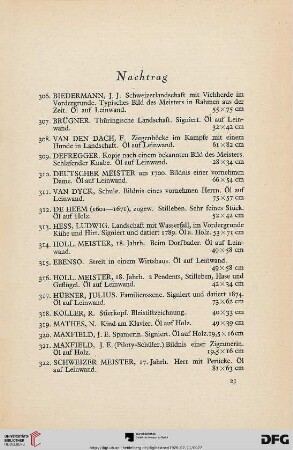 Nachtrag
306. BIEDERMANN, J. J. Schweizerlandschaft mit Viehherde im
Vordergrunde. Typisches Bild des Meisters in Rahmen aus der
Zeit. Öl auf Leinwand. 55×75 cm
307. BRÜGNER. Thüringische Landschaft. Signiert. Öl auf Lein-
wand. 32×42 cm
308. VAN DEN DACH, F. Ziegenböcke im Kampfe mit einem
Hunde in Landschaft. Öl auf Leinwand. 61×82 cm
309. DEFREGGER. Kopie nach einem bekannten Bild des Meisters.
Schlafender Knabe. Öl auf Leinwand. 28×34 cm
310. DEUTSCHER MEISTER um 1700. Bildnis einer vornehmen
Dame. Öl auf Leinwand. 66×54 cm
311. VAN DYCK, Schule. Bildnis eines vornehmen Herrn. Öl auf
Leinwand. 75×57 cm
312. DE HEEM (1601—1671), zugew. Stilleben. Sehr feines Stück.
Öl auf Holz. 52×42 cm
313. HESS, LUDWIG. Landschaft mit Wasserfall, im Vordergrunde
Kühe und Hirt. Signiert und datiert 1789. Öl a. Holz. 53×71 cm
314. HOLL. MEISTER, 18. Jahrh. Beim Dorfbader. Öl auf Lein-
wand. 49×58 cm
315. EBENSO. Streit in einem Wirtshaus. Öl auf Leinwand.
49×58 cm
316. HOLL. MEISTER, 18. Jahrh. 2 Pendents, Stilleben, Hase und
Geflügel. Öl auf Leinwand. 42×34 cm
317. HÜBNER, JULIUS. Familienszene. Signiert und datiert 1874.
Öl auf Leinwand. 73×62 cm
318. KOLLER, R. Stierkopf. Bleistiftzeichnung. 40×33 cm
319. MATHES, N. Kind am Klavier. Öl auf Holz. 49×39 cm
320. MAXFIELD, J. E. Spanierin. Signiert. Öl auf Holz. 19,5×16 cm
321. MAXFIELD, J. E. (Piloty-Schüler.) Bildnis einer Zigeunerin.
Öl auf Holz. 19,5×16 cm
322. SCHWEIZER MEISTER, 17. Jahrh. Herr mit Perücke. Öl
auf Leinwand. 81×63 cm
23
UNIVERSITÄTS-
BIBLIOTHEK
HEIDELBERG
DFG